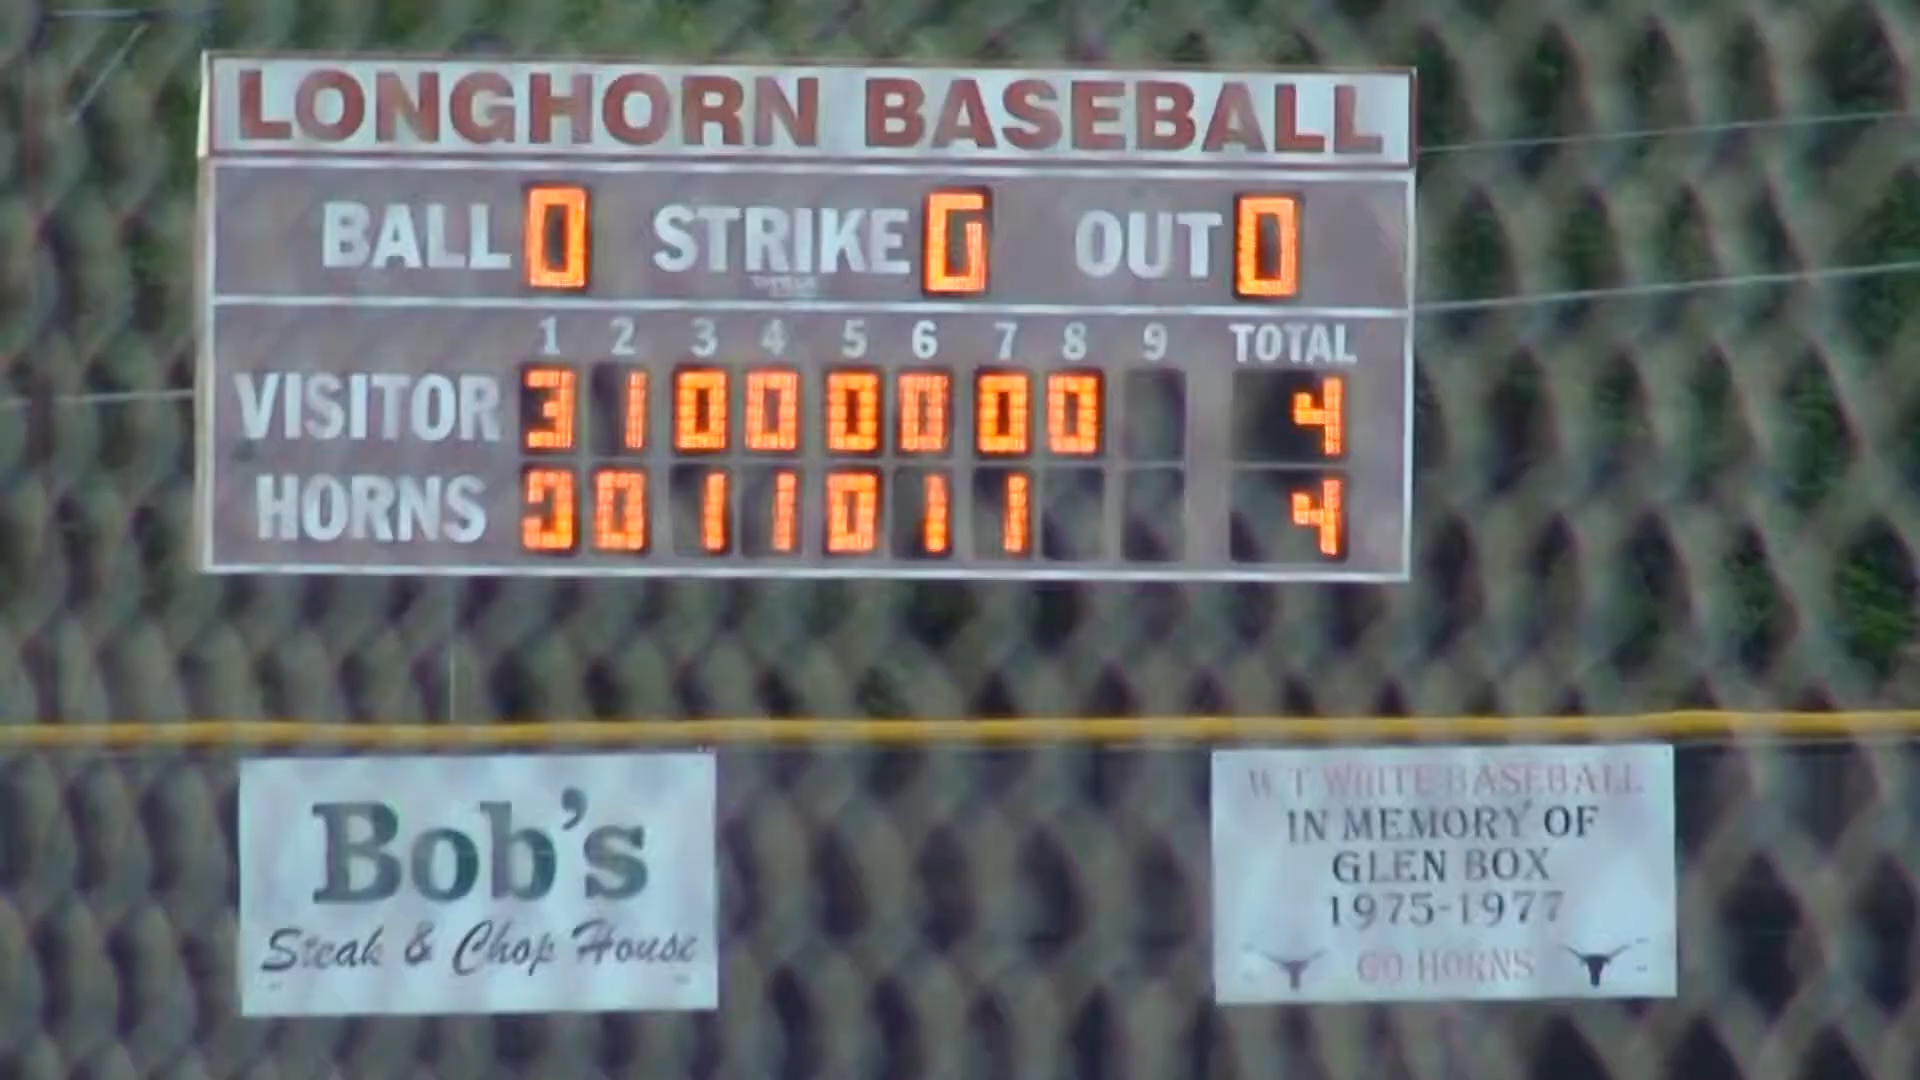 LONGHORN BASEBALL
BALL 0 STRIKE 0 OUT 0
1 2 3 4 5 6 7 8 9 TOTAL
VISITOR 3 1 0 0 0 0 0 0 4
HORNS 0 0 1 1 0 1 1 4
Bob's
Steak & Chop House
W T WHITE BASEBALL
IN MEMORY OF
GLEN BOX
1975-1977
GO HORNS